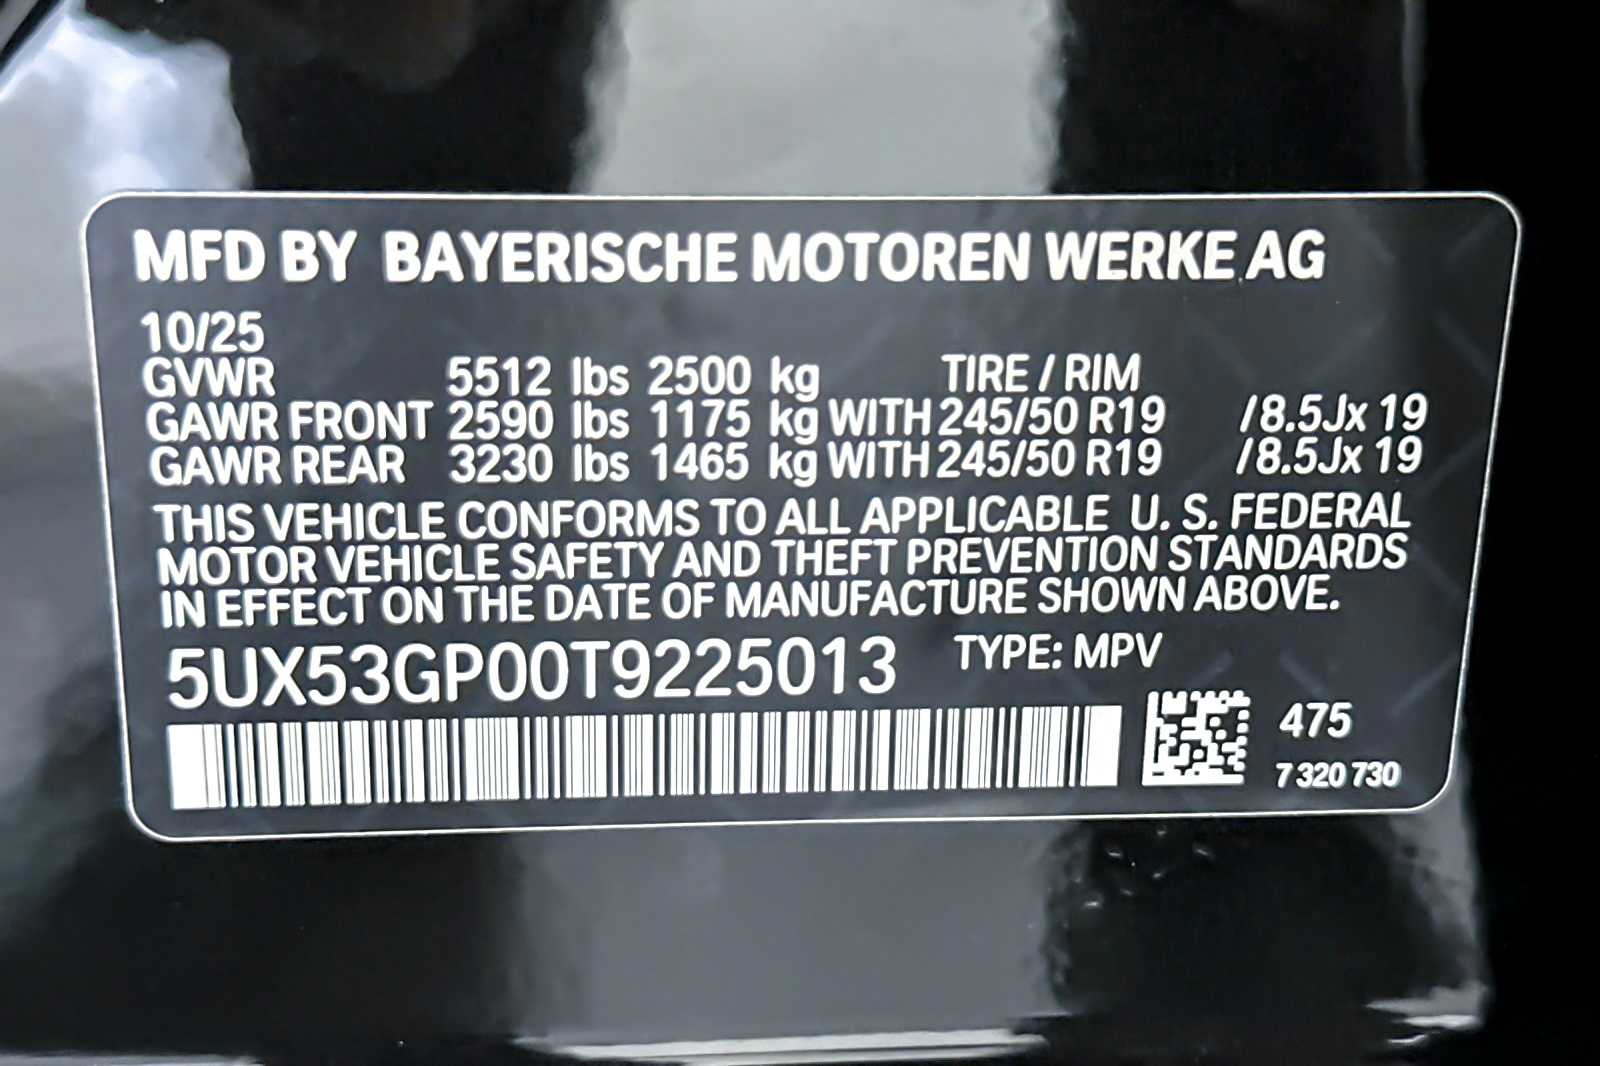 MFD BY BAYERISCHE MOTOREN WERKE AG
10/25
GVWR 5512 lbs 2500 kg TIRE / RIM
GAWR FRONT 2590 lbs 1175 kg WITH 245/50 R19 /8.5Jx 19
GAWR REAR 3230 lbs 1465 kg WITH 245/50 R19 /8.5Jx 19
THIS VEHICLE CONFORMS TO ALL APPLICABLE U. S. FEDERAL
MOTOR VEHICLE SAFETY AND THEFT PREVENTION STANDARDS
IN EFFECT ON THE DATE OF MANUFACTURE SHOWN ABOVE.
5UX53GP00T9225013 TYPE: MPV
475
7 320 730